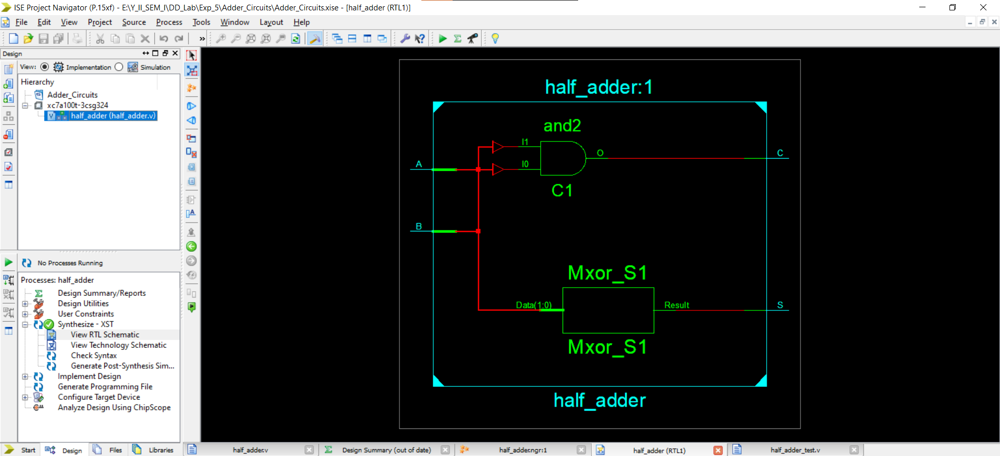 ISE Project Navigator (P.15xf) - E:\Y_II_SEM_I\DD_Lab\Exp_5\Adder_Circuits\Adder_Circuits.xise - [half_adder (RTL1)]
File Edit View Project Source Process Tools Window Layout Help
»
Design
View: Implementation Simulation
Hierarchy
Adder_Circuits
xc7a100t-3csg324
half_adder (half_adder.v)
No Processes Running
Processes: half_adder
Design Summary/Reports
Design Utilities
User Constraints
Synthesize - XST
View RTL Schematic
View Technology Schematic
Check Syntax
Generate Post-Synthesis Sim...
Implement Design
Generate Programming File
Configure Target Device
Analyze Design Using ChipScope
half_adder:1
and2
I1
I0
O
C
A
C1
B
Mxor_S1
Data(1:0)
Result
S
Mxor_S1
half_adder
Start Design Files Libraries
half_adder.v Design Summary (out of date) half_adder.ngr:1 half_adder (RTL1) half_adder_test.v